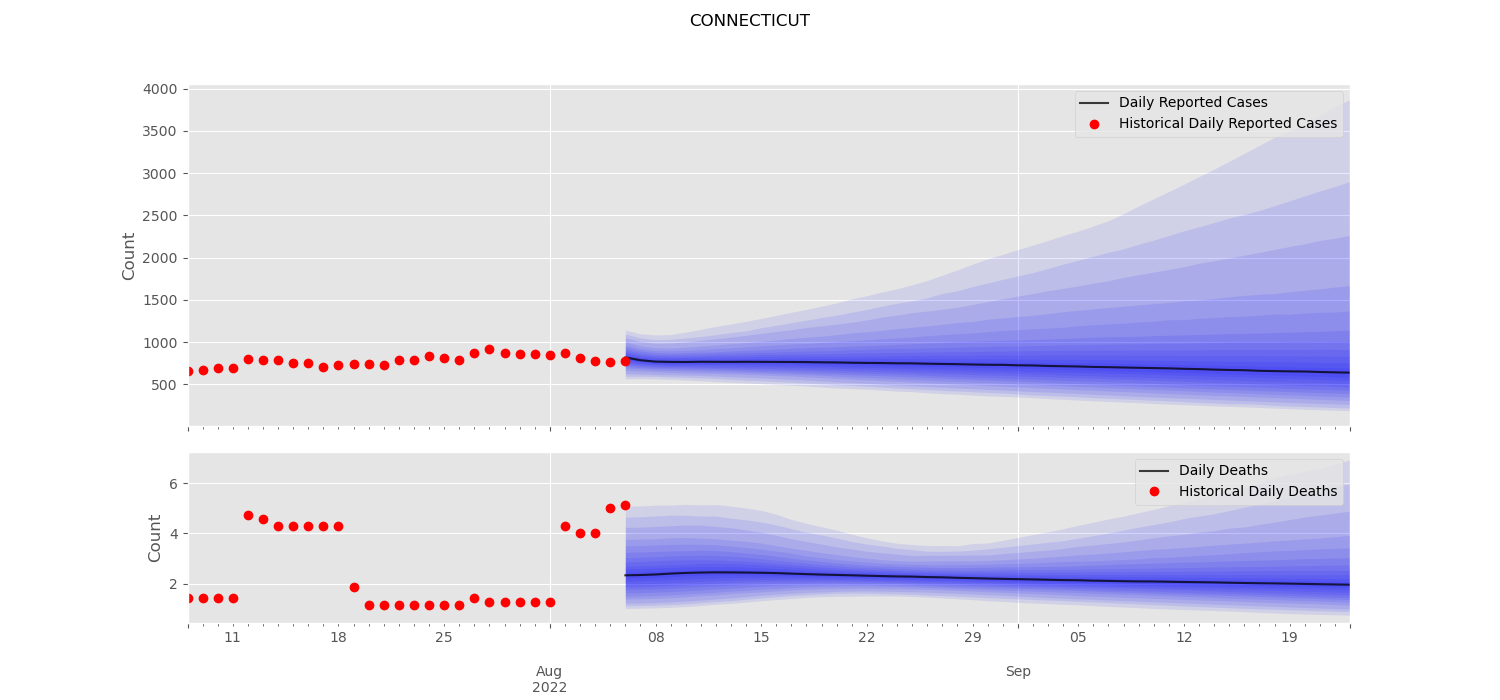 CONNECTICUT
4000
3500
3000
2500
2000
1500
1000
500
Count
Daily Reported Cases
Historical Daily Reported Cases
6
4
2
Count
Daily Deaths
Historical Daily Deaths
11 18 25 08 15 22 29 05 12 19
Aug Sep
2022